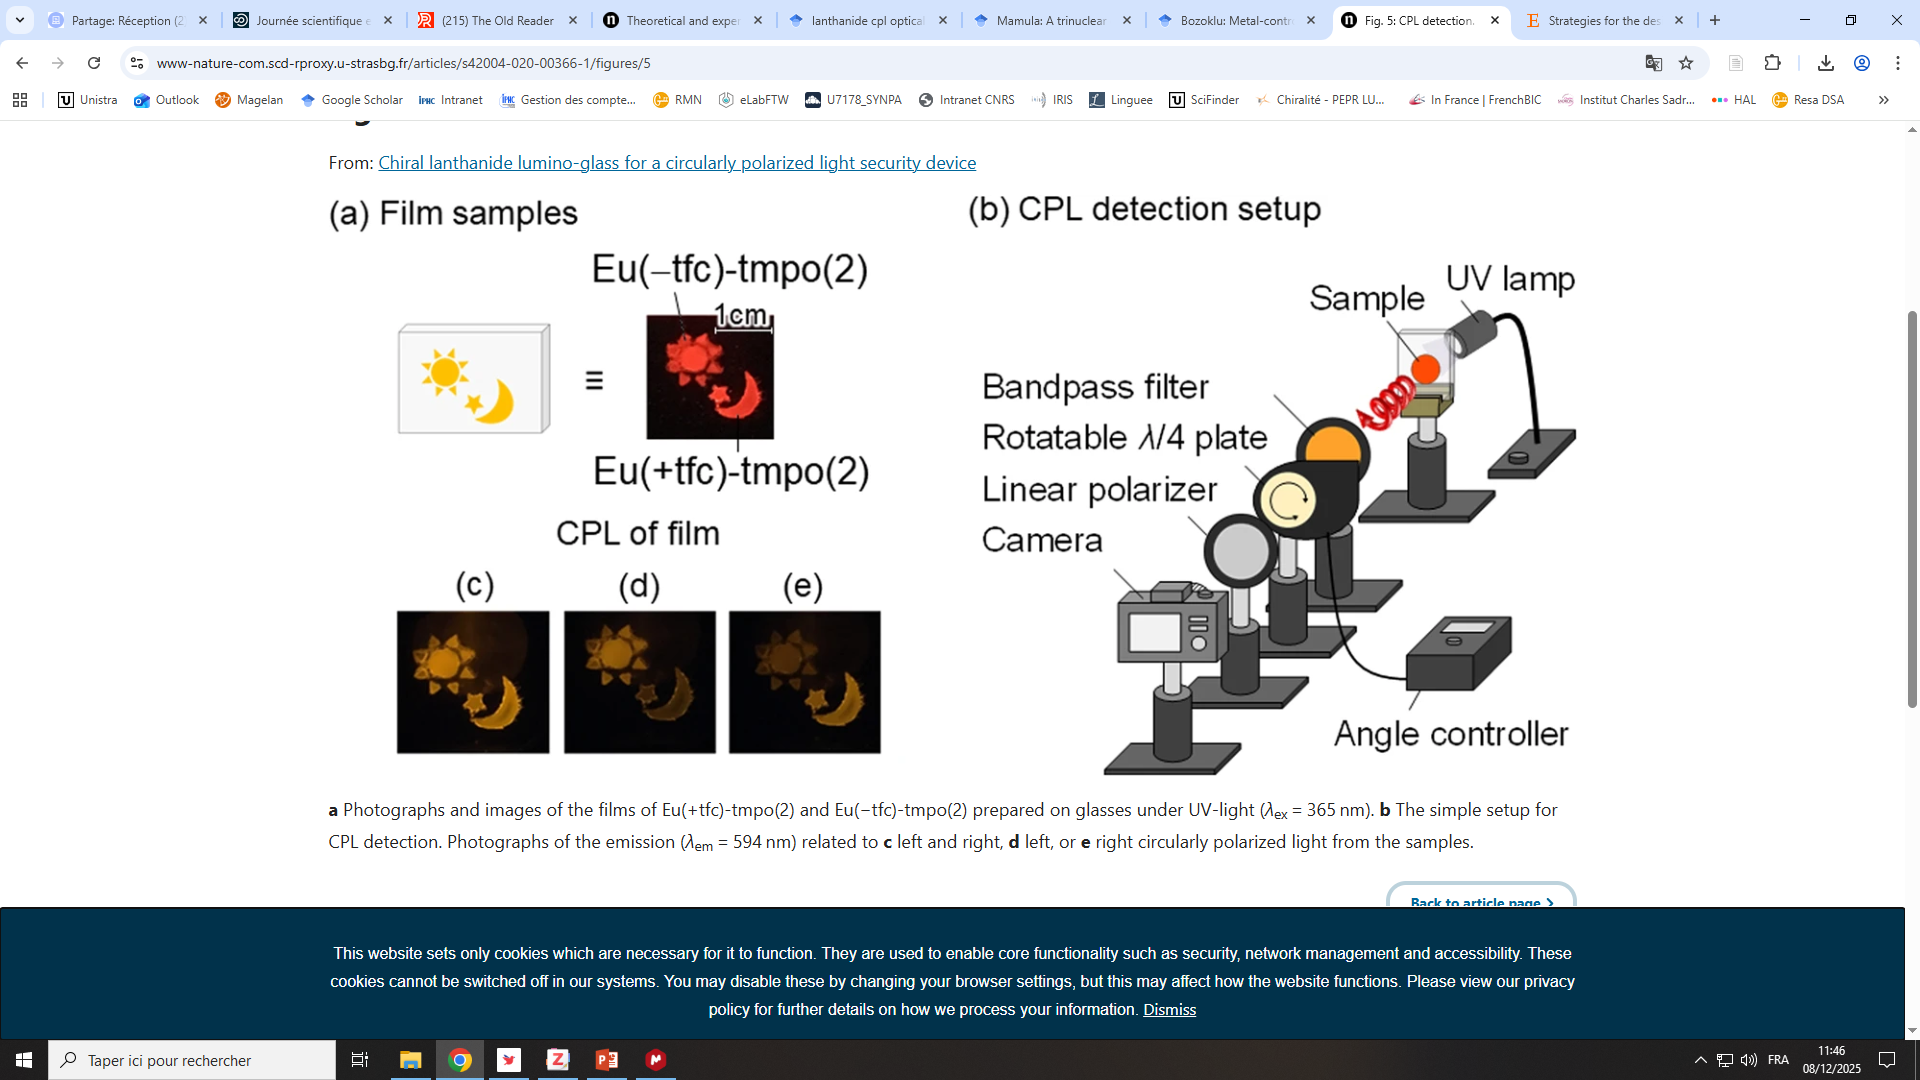 Partage: Réception (2
Journée scientifique e
(215) The Old Reader
Theoretical and exper
lanthanide cpl optical
Mamula: A trinuclear
Bozoklu: Metal-contr
Fig. 5: CPL detection.
Strategies for the des
www-nature-com.scd-rproxy.u-strasbg.fr/articles/s42004-020-00366-1/figures/5
Unistra
Outlook
Magelan
Google Scholar
Intranet
Gestion des compte...
RMN
eLabFTW
U7178_SYNPA
Intranet CNRS
IRIS
Linguee
SciFinder
Chiralité - PEPR LU...
In France | FrenchBIC
Institut Charles Sadr...
HAL
Resa DSA
From: Chiral lanthanide lumino-glass for a circularly polarized light security device
(a) Film samples
Eu(–tfc)-tmpo(2)
1cm
≡
Eu(+tfc)-tmpo(2)
CPL of film
(c)
(d)
(e)
(b) CPL detection setup
UV lamp
Sample
Bandpass filter
Rotatable λ/4 plate
Linear polarizer
Camera
Angle controller
a Photographs and images of the films of Eu(+tfc)-tmpo(2) and Eu(−tfc)-tmpo(2) prepared on glasses under UV-light (λex = 365 nm). b The simple setup for
CPL detection. Photographs of the emission (λem = 594 nm) related to c left and right, d left, or e right circularly polarized light from the samples.
Back to article page
This website sets only cookies which are necessary for it to function. They are used to enable core functionality such as security, network management and accessibility. These
cookies cannot be switched off in our systems. You may disable these by changing your browser settings, but this may affect how the website functions. Please view our privacy
policy for further details on how we process your information. Dismiss
Taper ici pour rechercher
FRA
11:46
08/12/2025